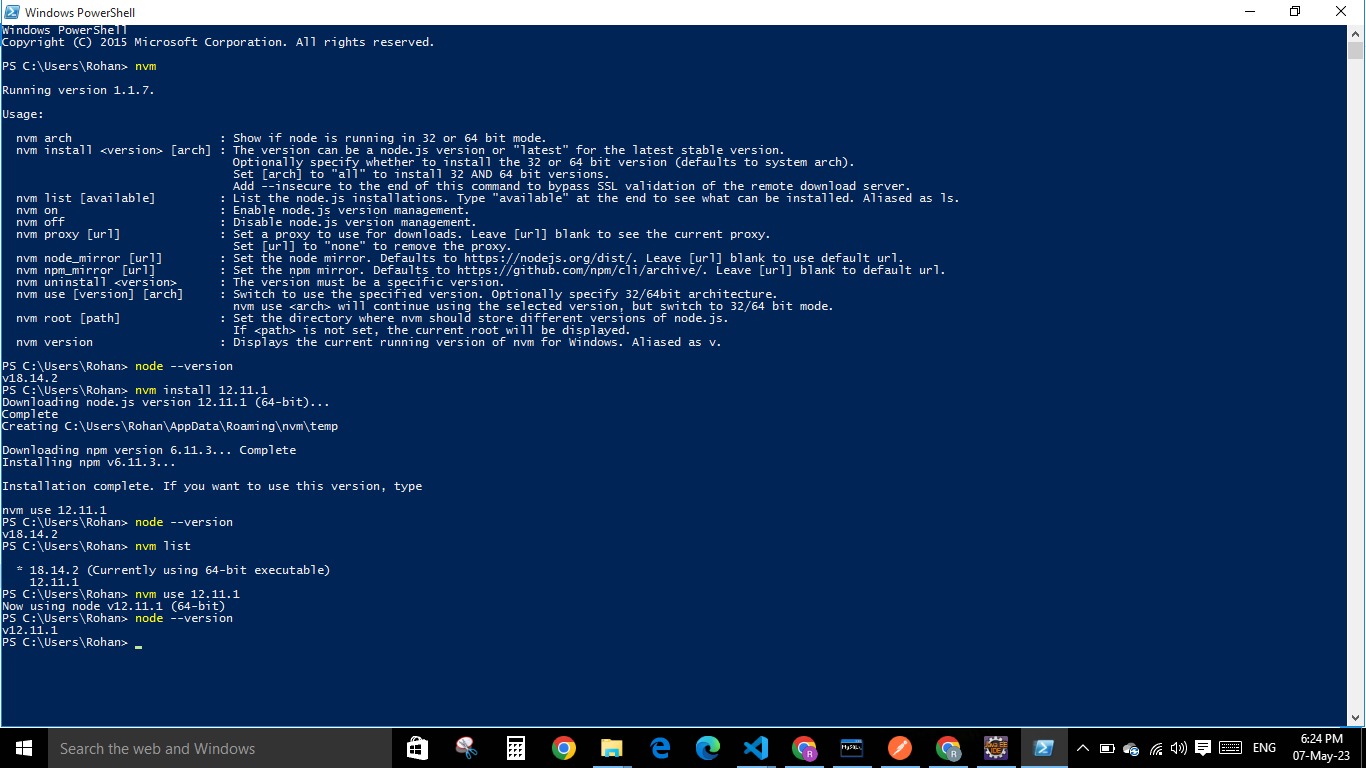 Windows PowerShell
Windows PowerShell
Copyright (C) 2015 Microsoft Corporation. All rights reserved.
PS C:\Users\Rohan> nvm
Running version 1.1.7.
Usage:
nvm arch : Show if node is running in 32 or 64 bit mode.
nvm install <version> [arch] : The version can be a node.js version or "latest" for the latest stable version.
Optionally specify whether to install the 32 or 64 bit version (defaults to system arch).
Set [arch] to "all" to install 32 AND 64 bit versions.
Add --insecure to the end of this command to bypass SSL validation of the remote download server.
nvm list [available] : List the node.js installations. Type "available" at the end to see what can be installed. Aliased as ls.
nvm on : Enable node.js version management.
nvm off : Disable node.js version management.
nvm proxy [url] : Set a proxy to use for downloads. Leave [url] blank to see the current proxy.
Set [url] to "none" to remove the proxy.
nvm node_mirror [url] : Set the node mirror. Defaults to https://nodejs.org/dist/. Leave [url] blank to use default url.
nvm npm_mirror [url] : Set the npm mirror. Defaults to https://github.com/npm/cli/archive/. Leave [url] blank to default url.
nvm uninstall <version> : The version must be a specific version.
nvm use [version] [arch] : Switch to use the specified version. Optionally specify 32/64bit architecture.
nvm use <arch> will continue using the selected version, but switch to 32/64 bit mode.
nvm root [path] : Set the directory where nvm should store different versions of node.js.
If <path> is not set, the current root will be displayed.
nvm version : Displays the current running version of nvm for Windows. Aliased as v.
PS C:\Users\Rohan> node --version
v18.14.2
PS C:\Users\Rohan> nvm install 12.11.1
Downloading node.js version 12.11.1 (64-bit)...
Complete
Creating C:\Users\Rohan\AppData\Roaming\nvm\temp
Downloading npm version 6.11.3... Complete
Installing npm v6.11.3...
Installation complete. If you want to use this version, type
nvm use 12.11.1
PS C:\Users\Rohan> node --version
v18.14.2
PS C:\Users\Rohan> nvm list
* 18.14.2 (Currently using 64-bit executable)
12.11.1
PS C:\Users\Rohan> nvm use 12.11.1
Now using node v12.11.1 (64-bit)
PS C:\Users\Rohan> node --version
v12.11.1
PS C:\Users\Rohan> _
Search the web and Windows
MySQL
R
R
ENG
6:24 PM
07-May-23